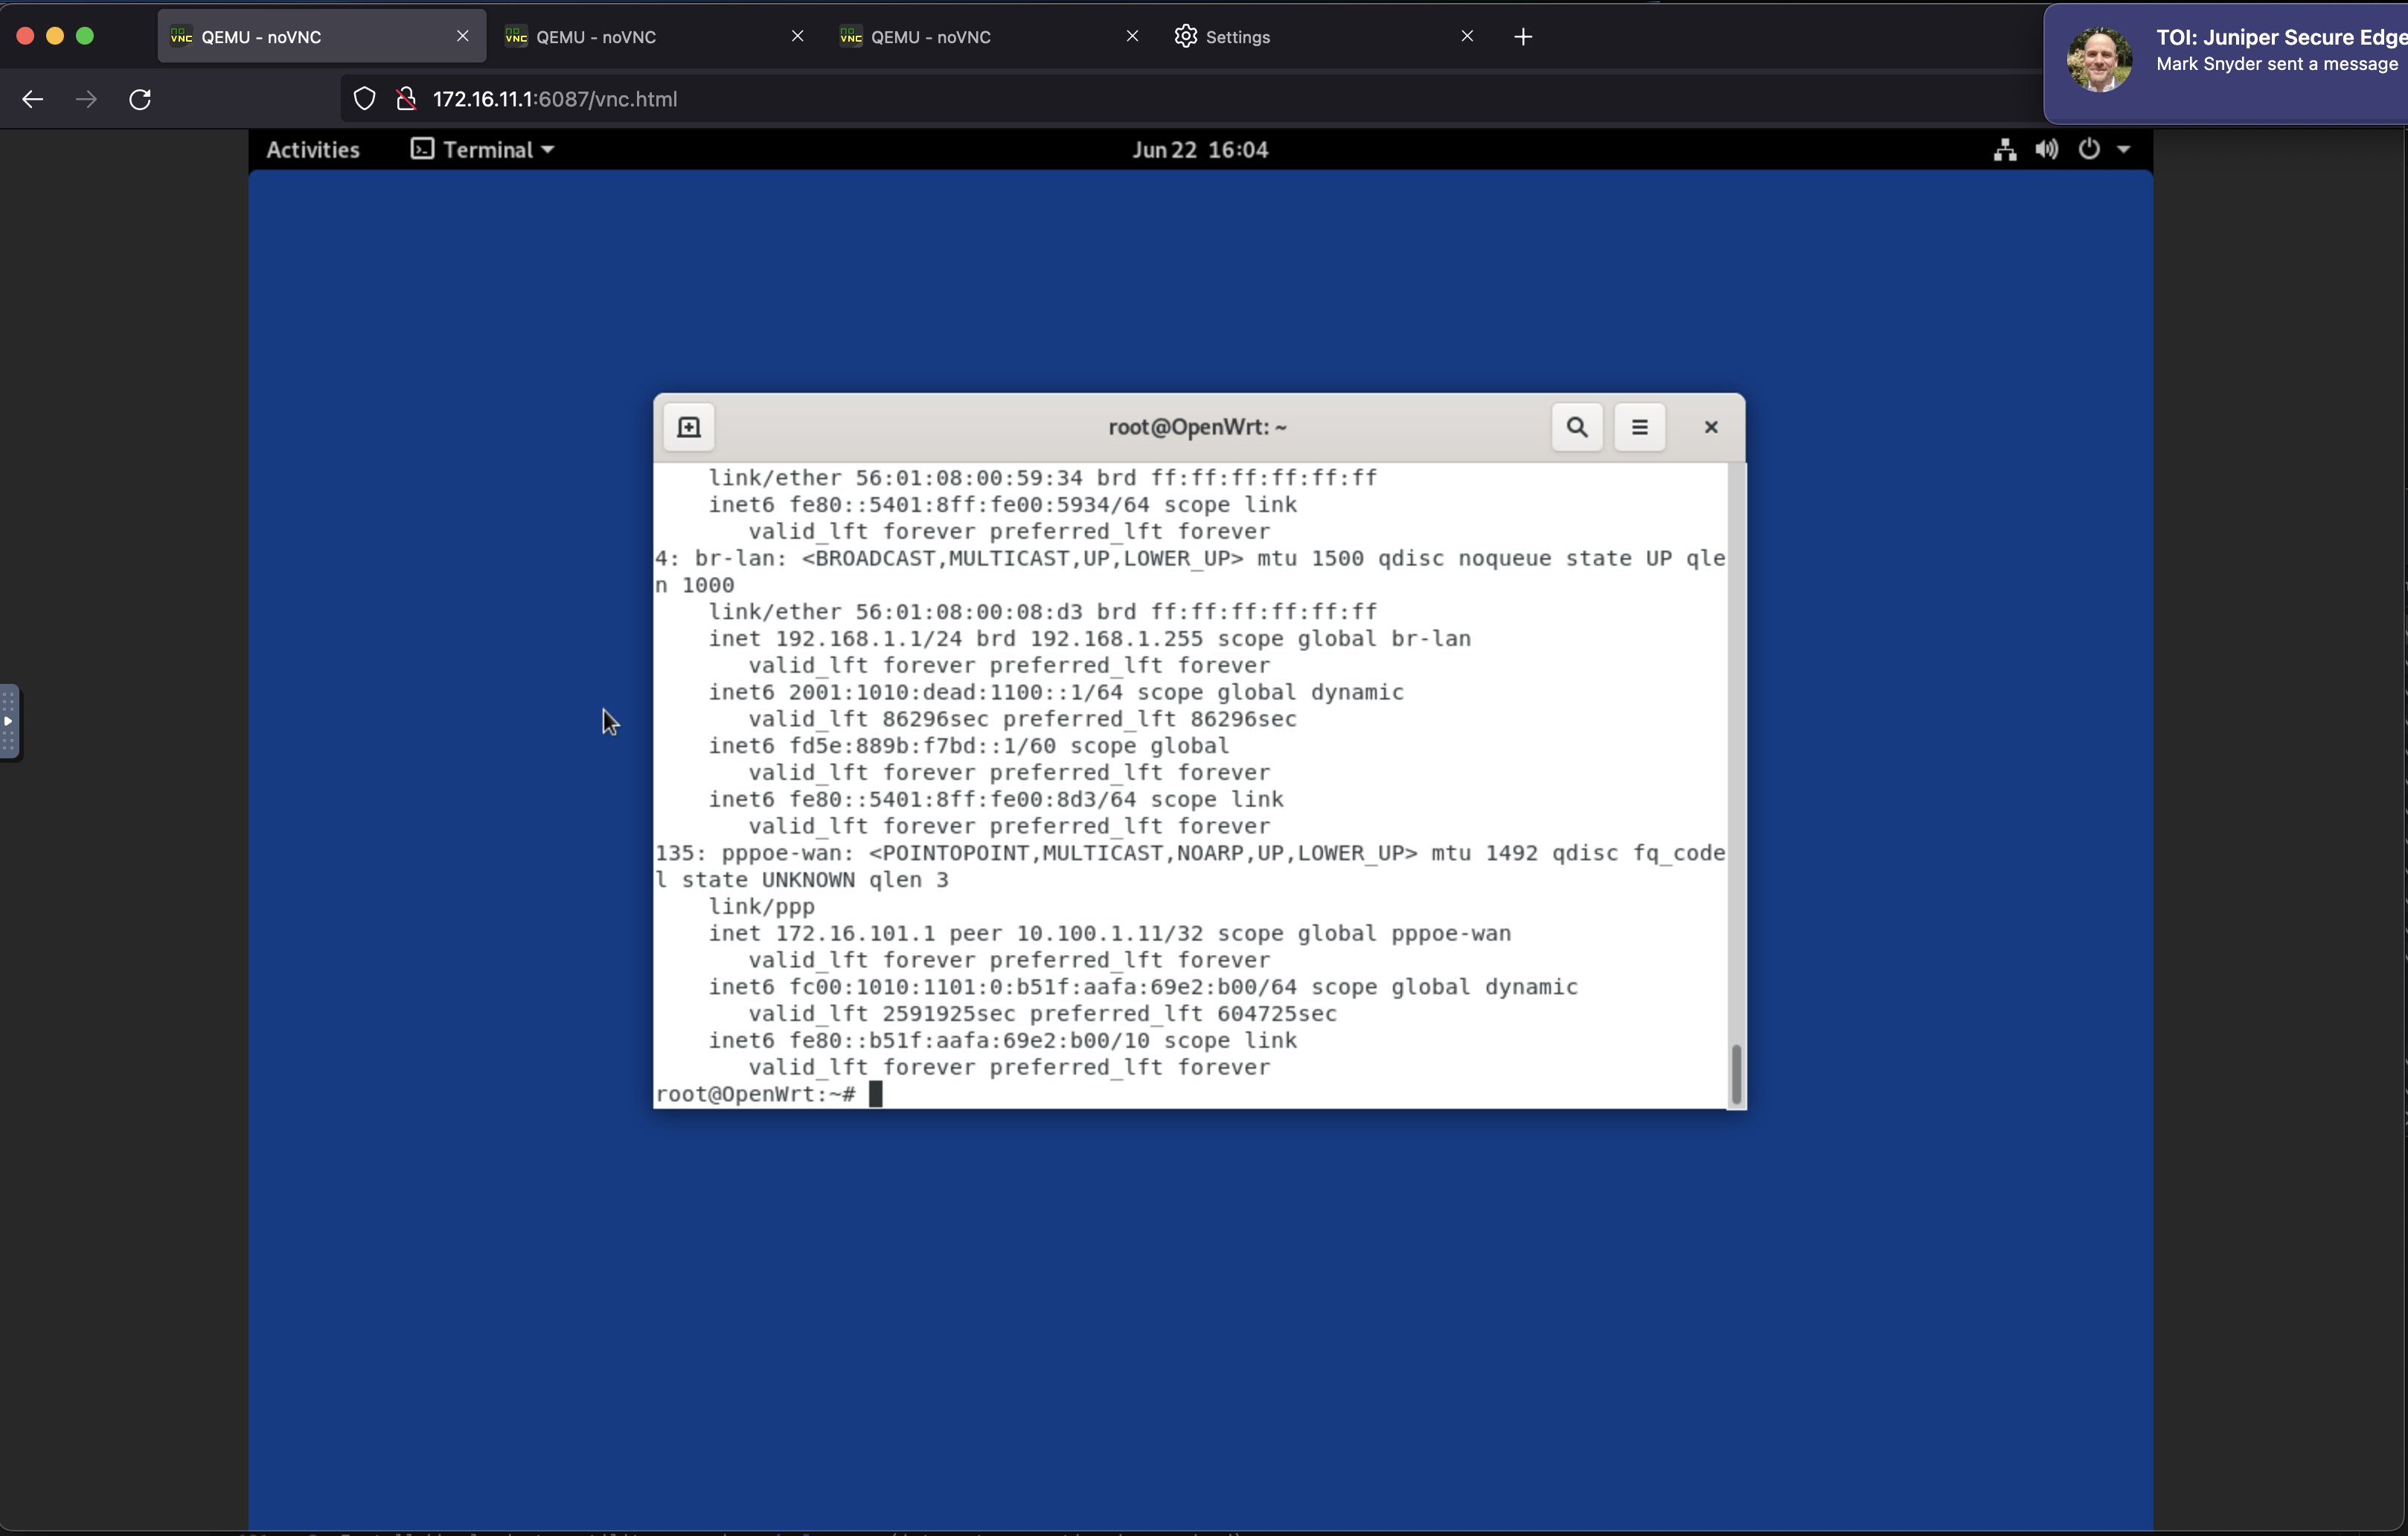 QEMU - noVNC
QEMU - noVNC
QEMU - noVNC
Settings
TOI: Juniper Secure Edge
Mark Snyder sent a message
172.16.11.1:6087/vnc.html
Activities
Terminal
Jun 22 16:04
root@OpenWrt: ~
link/ether 56:01:08:00:59:34 brd ff:ff:ff:ff:ff:ff
inet6 fe80::5401:8ff:fe00:5934/64 scope link
valid_lft forever preferred_lft forever
4: br-lan: <BROADCAST,MULTICAST,UP,LOWER_UP> mtu 1500 qdisc noqueue state UP qle
n 1000
link/ether 56:01:08:00:08:d3 brd ff:ff:ff:ff:ff:ff
inet 192.168.1.1/24 brd 192.168.1.255 scope global br-lan
valid_lft forever preferred_lft forever
inet6 2001:1010:dead:1100::1/64 scope global dynamic
valid_lft 86296sec preferred_lft 86296sec
inet6 fd5e:889b:f7bd::1/60 scope global
valid_lft forever preferred_lft forever
inet6 fe80::5401:8ff:fe00:8d3/64 scope link
valid_lft forever preferred_lft forever
135: pppoe-wan: <POINTOPOINT,MULTICAST,NOARP,UP,LOWER_UP> mtu 1492 qdisc fq_code
l state UNKNOWN qlen 3
link/ppp
inet 172.16.101.1 peer 10.100.1.11/32 scope global pppoe-wan
valid_lft forever preferred_lft forever
inet6 fc00:1010:1101:0:b51f:aafa:69e2:b00/64 scope global dynamic
valid_lft 2591925sec preferred_lft 604725sec
inet6 fe80::b51f:aafa:69e2:b00/10 scope link
valid_lft forever preferred_lft forever
root@OpenWrt:~#